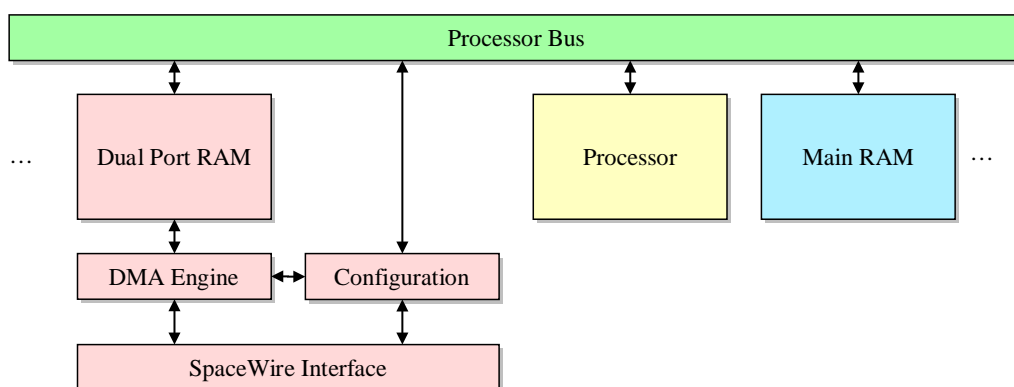 Processor Bus
…
Dual Port RAM
Processor
Main RAM
…
DMA Engine
Configuration
SpaceWire Interface